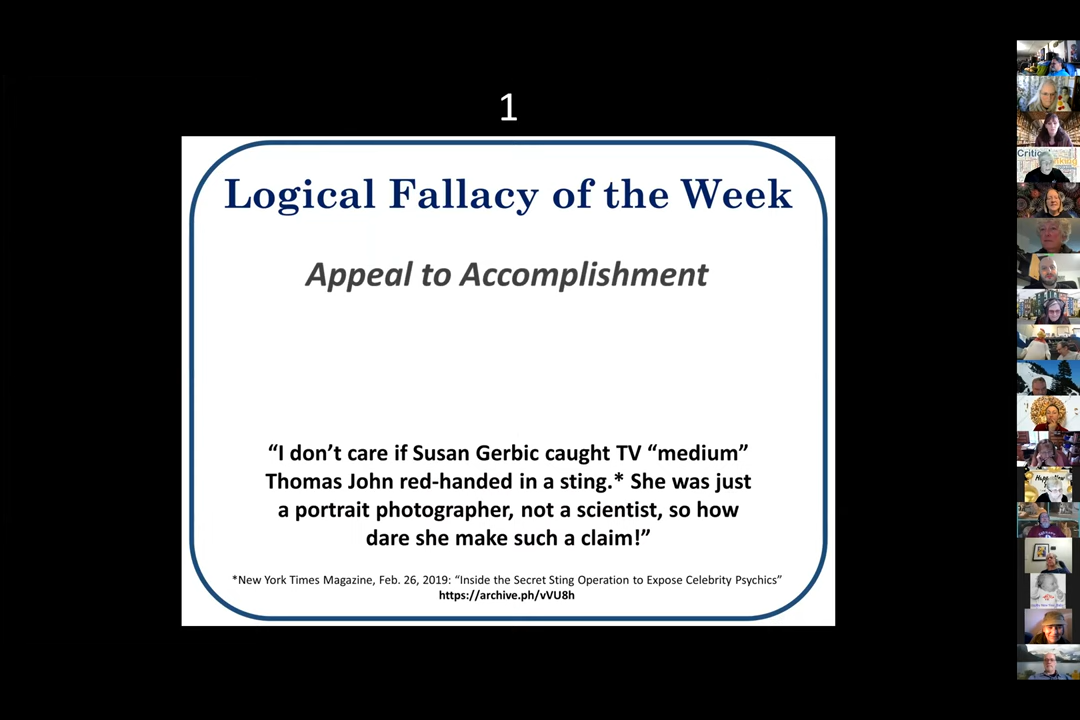 1
Logical Fallacy of the Week
Appeal to Accomplishment
“I don’t care if Susan Gerbic caught TV “medium”
Thomas John red-handed in a sting.* She was just
a portrait photographer, not a scientist, so how
dare she make such a claim!”
*New York Times Magazine, Feb. 26, 2019: “Inside the Secret Sting Operation to Expose Celebrity Psychics”
https://archive.ph/vVU8h